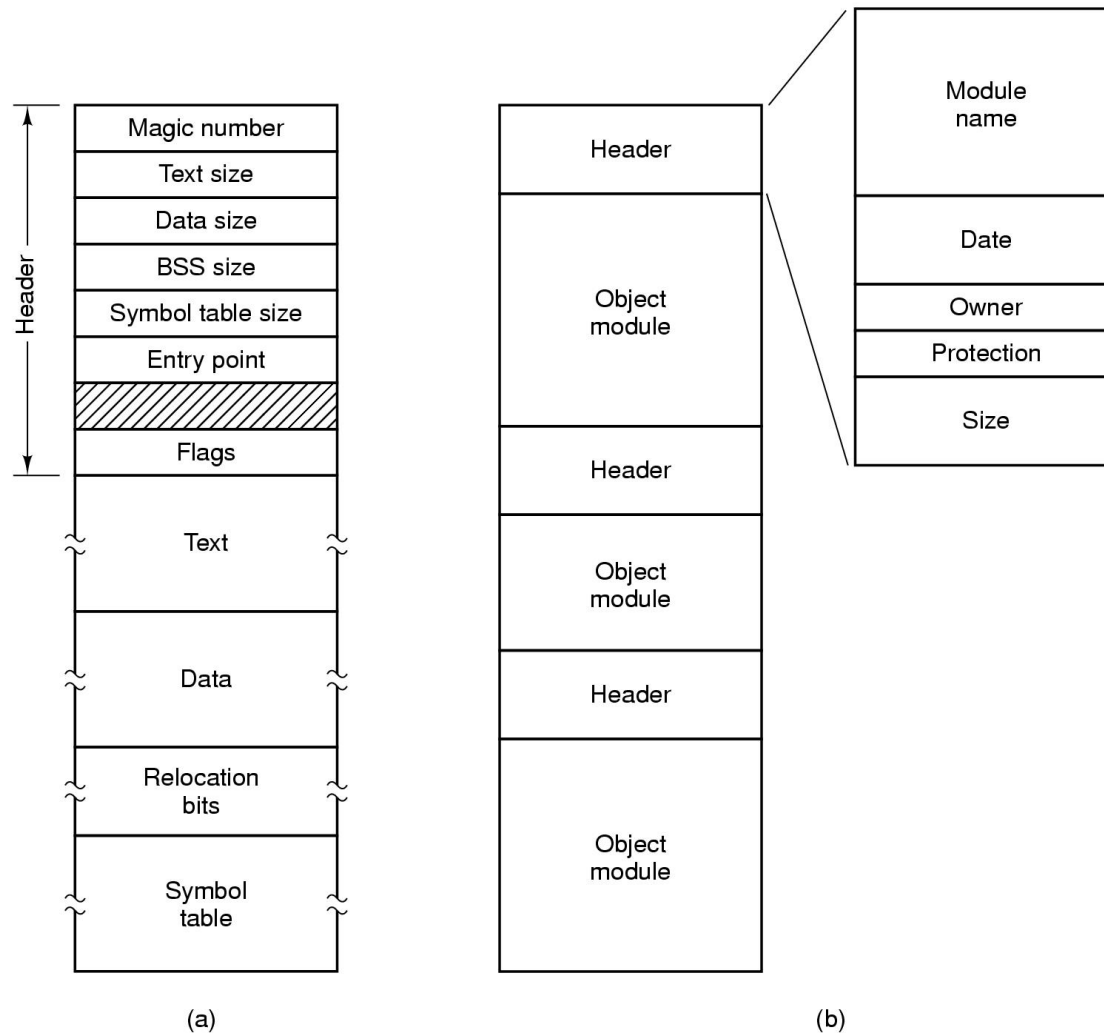 Header
Magic number
Text size
Data size
BSS size
Symbol table size
Entry point
Flags
Text
Data
Relocation
bits
Symbol
table
(a)
Header
Object
module
Header
Object
module
Header
Object
module
Module
name
Date
Owner
Protection
Size
(b)